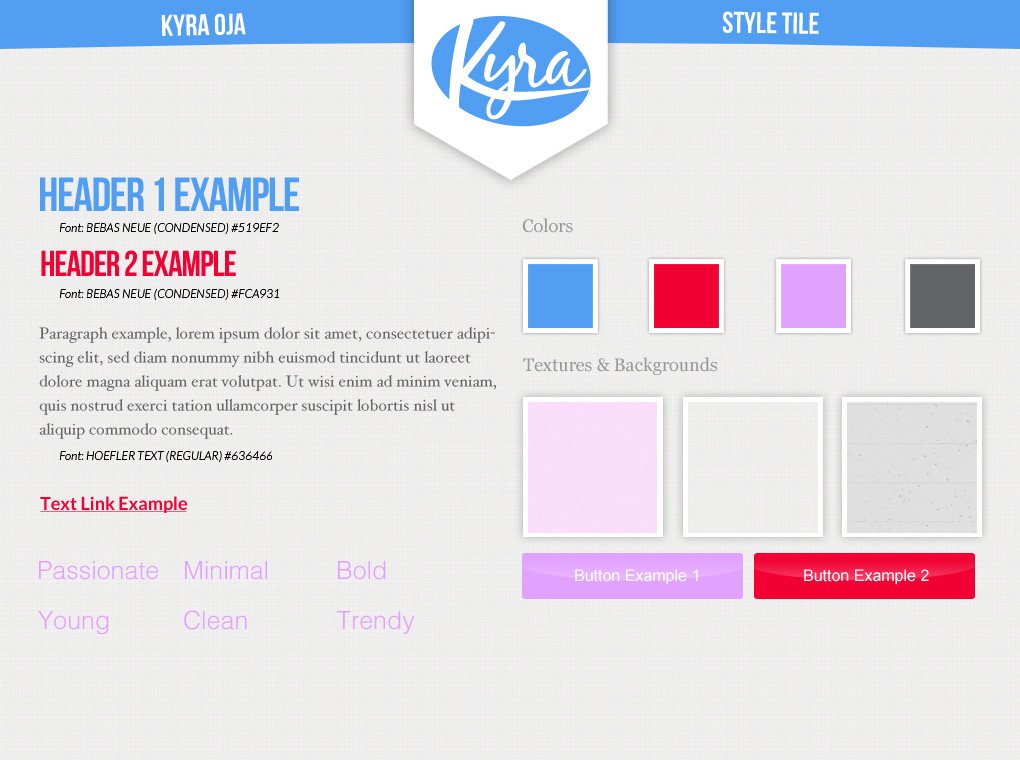 KYRA OJA
Kyra
STYLE TILE
HEADER 1 EXAMPLE
Font: BEBAS NEUE (CONDENSED) #519EF2
HEADER 2 EXAMPLE
Font: BEBAS NEUE (CONDENSED) #FCA931
Paragraph example, lorem ipsum dolor sit amet, consectetuer adipi-
scing elit, sed diam nonummy nibh euismod tincidunt ut laoreet
dolore magna aliquam erat volutpat. Ut wisi enim ad minim veniam,
quis nostrud exerci tation ullamcorper suscipit lobortis nisl ut
aliquip commodo consequat.
Font: HOEFLER TEXT (REGULAR) #636466
Text Link Example
Passionate Minimal Bold
Young Clean Trendy
Colors
Textures & Backgrounds
Button Example 1
Button Example 2